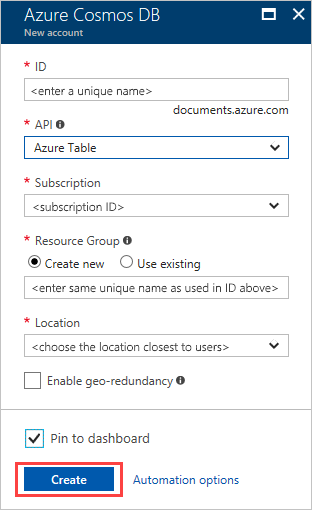 Azure Cosmos DB
New account
* ID
<enter a unique name>
documents.azure.com
* API
Azure Table
* Subscription
<subscription ID>
* Resource Group
Create new Use existing
<enter same unique name as used in ID above>
* Location
<choose the location closest to users>
Enable geo-redundancy
Pin to dashboard
Create Automation options